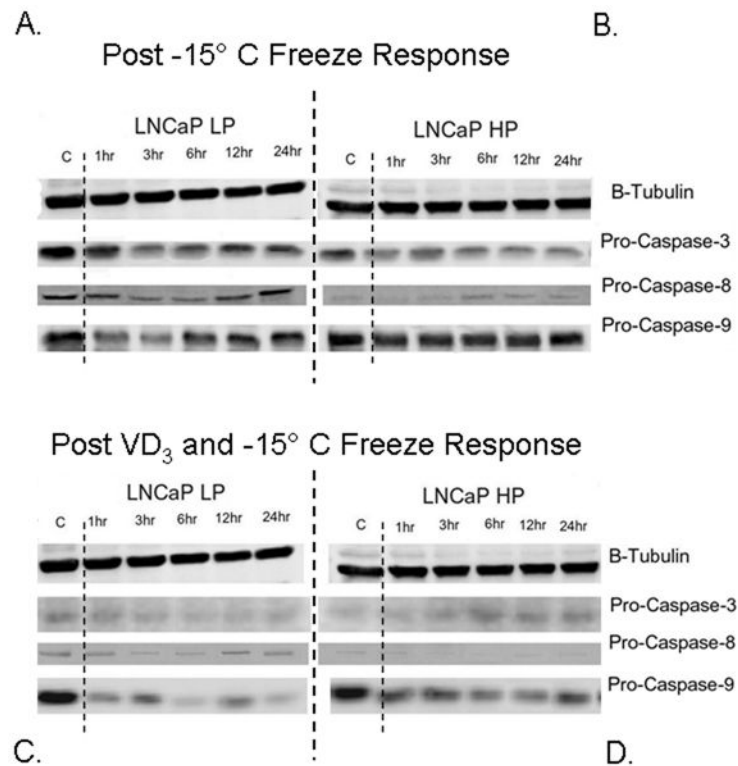 A.
B.
Post -15° C Freeze Response
LNCaP LP
LNCaP HP
C 1hr 3hr 6hr 12hr 24hr
C 1hr 3hr 6hr 12hr 24hr
B-Tubulin
Pro-Caspase-3
Pro-Caspase-8
Pro-Caspase-9
Post VD₃ and -15° C Freeze Response
LNCaP LP
LNCaP HP
C 1hr 3hr 6hr 12hr 24hr
C 1hr 3hr 6hr 12hr 24hr
B-Tubulin
Pro-Caspase-3
Pro-Caspase-8
Pro-Caspase-9
C.
D.